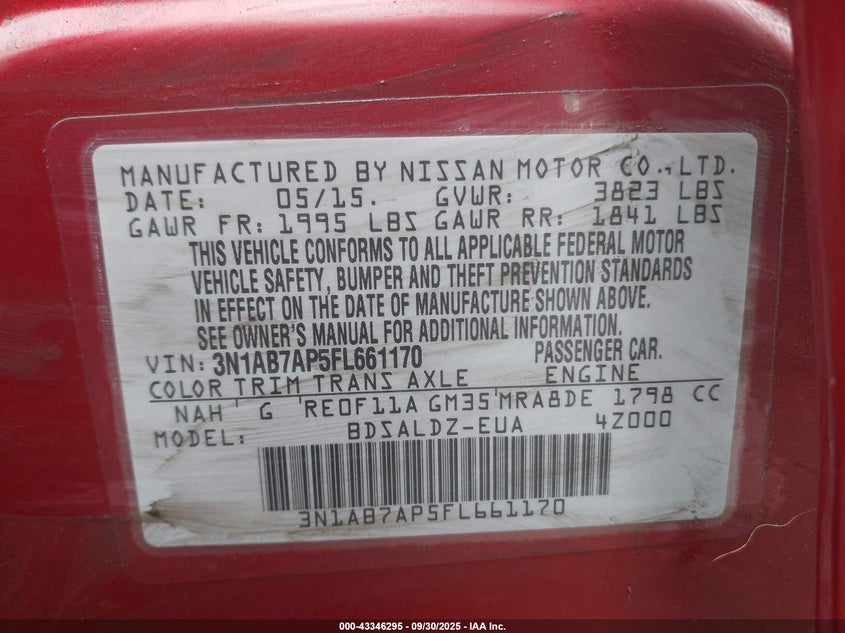 MANUFACTURED BY NISSAN MOTOR CO., LTD.
DATE: 05/15. GVWR: 3823 LBS
GAWR FR: 1995 LBS GAWR RR: 1841 LBS
THIS VEHICLE CONFORMS TO ALL APPLICABLE FEDERAL MOTOR
VEHICLE SAFETY, BUMPER AND THEFT PREVENTION STANDARDS
IN EFFECT ON THE DATE OF MANUFACTURE SHOWN ABOVE.
SEE OWNER'S MANUAL FOR ADDITIONAL INFORMATION.
VIN: 3N1AB7AP5FL661170 PASSENGER CAR.
COLOR TRIM TRANS AXLE ENGINE
NAH G RE0F11A GM35 MRA8DE 1798 CC
MODEL: BDSALDZ-EUA 4Z000
3N1AB7AP5FL661170
000-43346295 - 09/30/2025 - IAA Inc.